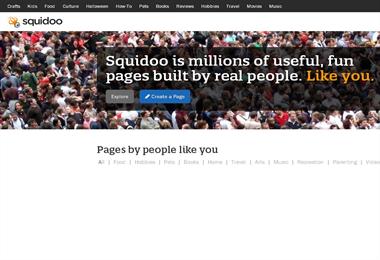 Crafts Kids Food Culture Halloween How-To Pets Books Reviews Hobbies Travel Movies Music
squidoo
Squidoo is millions of useful, fun
pages built by real people. Like you.
Explore Create a Page
Pages by people like you
All | Food | Hobbies | Pets | Books | Home | Travel | Arts | Music | Recreation | Parenting | Video